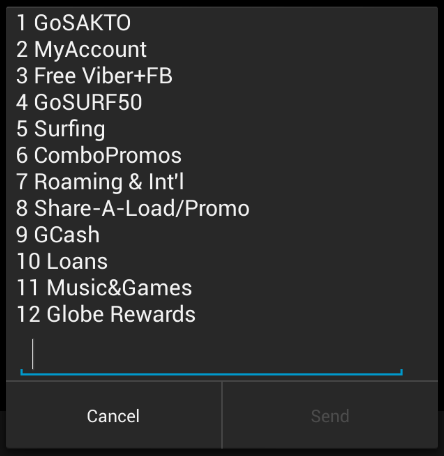 1 GoSAKTO
2 MyAccount
3 Free Viber+FB
4 GoSURF50
5 Surfing
6 ComboPromos
7 Roaming & Int'l
8 Share-A-Load/Promo
9 GCash
10 Loans
11 Music&Games
12 Globe Rewards
Cancel
Send